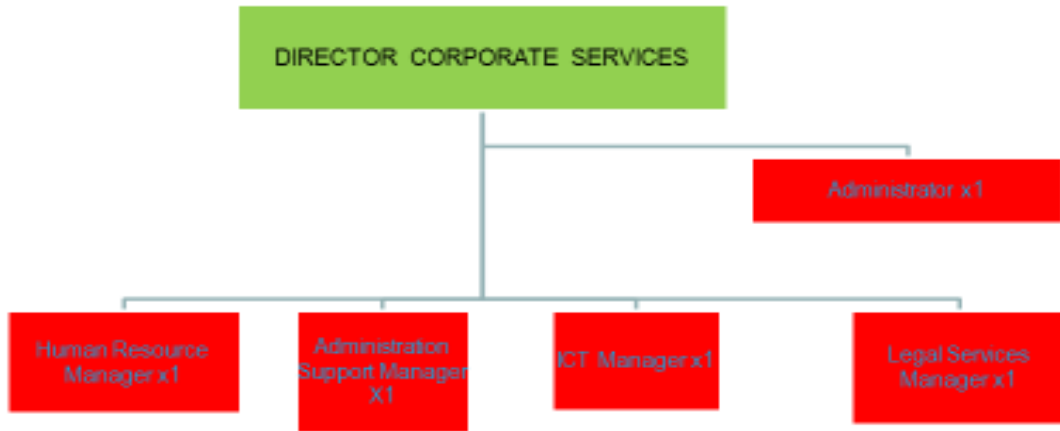 DIRECTOR CORPORATE SERVICES
Administrator x1
Human Resource
Manager x1
Administration
Support Manager
X1
ICT Manager x1
Legal Services
Manager x1